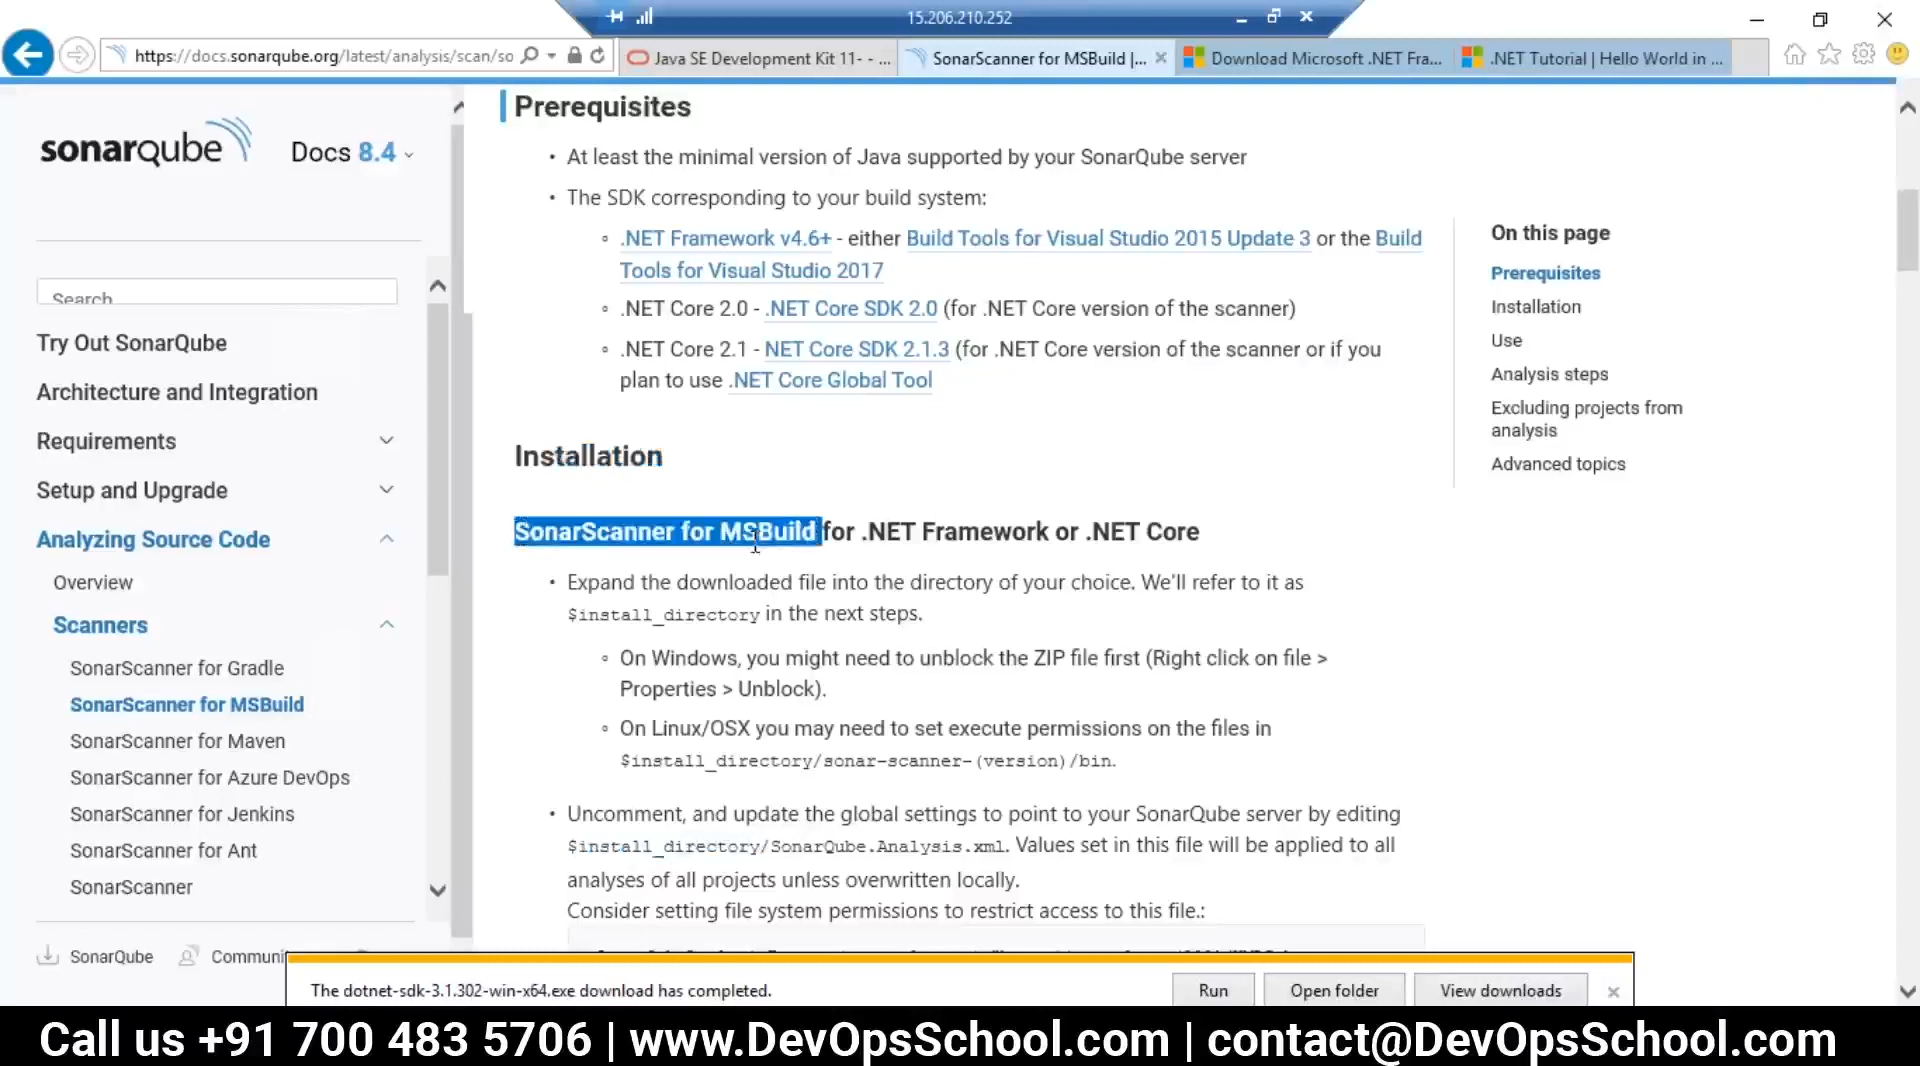 15.206.210.252
https://docs.sonarqube.org/latest/analysis/scan/so
Java SE Development Kit 11- - ...
SonarScanner for MSBuild |...
Download Microsoft .NET Fra...
.NET Tutorial | Hello World in ...
sonarqube Docs 8.4
Search
Try Out SonarQube
Architecture and Integration
Requirements
Setup and Upgrade
Analyzing Source Code
Overview
Scanners
SonarScanner for Gradle
SonarScanner for MSBuild
SonarScanner for Maven
SonarScanner for Azure DevOps
SonarScanner for Jenkins
SonarScanner for Ant
SonarScanner
SonarQube
Prerequisites
• At least the minimal version of Java supported by your SonarQube server
• The SDK corresponding to your build system:
◦ .NET Framework v4.6+ - either Build Tools for Visual Studio 2015 Update 3 or the Build
Tools for Visual Studio 2017
◦ .NET Core 2.0 - .NET Core SDK 2.0 (for .NET Core version of the scanner)
◦ .NET Core 2.1 - NET Core SDK 2.1.3 (for .NET Core version of the scanner or if you
plan to use .NET Core Global Tool
Installation
SonarScanner for MSBuild for .NET Framework or .NET Core
• Expand the downloaded file into the directory of your choice. We'll refer to it as
$install_directory in the next steps.
◦ On Windows, you might need to unblock the ZIP file first (Right click on file >
Properties > Unblock).
◦ On Linux/OSX you may need to set execute permissions on the files in
$install_directory/sonar-scanner-(version)/bin.
• Uncomment, and update the global settings to point to your SonarQube server by editing
$install_directory/SonarQube.Analysis.xml. Values set in this file will be applied to all
analyses of all projects unless overwritten locally.
Consider setting file system permissions to restrict access to this file.:
On this page
Prerequisites
Installation
Use
Analysis steps
Excluding projects from
analysis
Advanced topics
The dotnet-sdk-3.1.302-win-x64.exe download has completed.
Run
Open folder
View downloads
Call us +91 700 483 5706 | www.DevOpsSchool.com | contact@DevOpsSchool.com